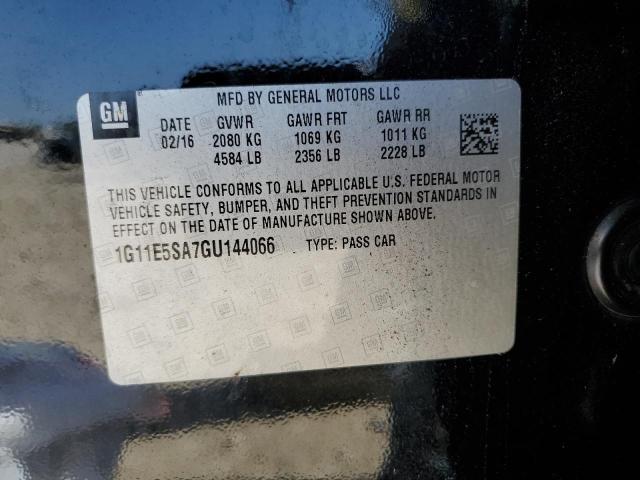 GM
MFD BY GENERAL MOTORS LLC
DATE GVWR GAWR FRT GAWR RR
02/16 2080 KG 1069 KG 1011 KG
4584 LB 2356 LB 2228 LB
THIS VEHICLE CONFORMS TO ALL APPLICABLE U.S. FEDERAL MOTOR
VEHICLE SAFETY, BUMPER, AND THEFT PREVENTION STANDARDS IN
EFFECT ON THE DATE OF MANUFACTURE SHOWN ABOVE.
1G11E5SA7GU144066 TYPE: PASS CAR